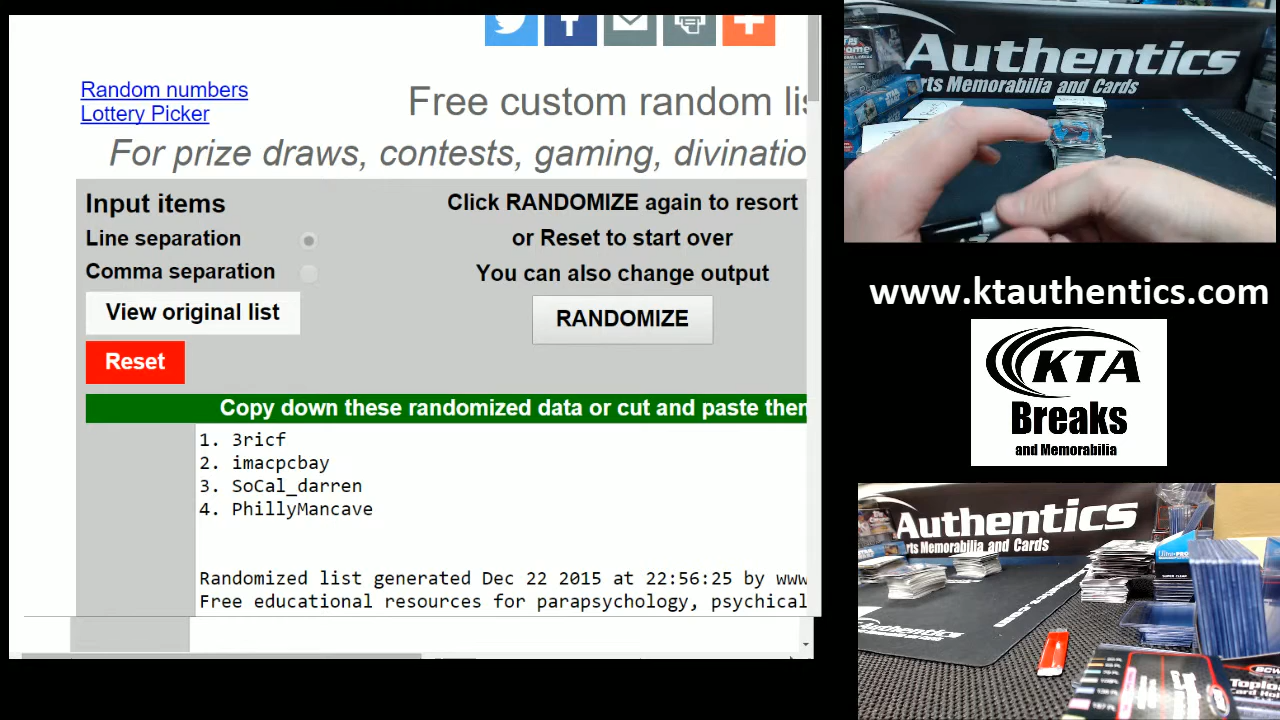 Random numbers
Lottery Picker
Free custom random lis
For prize draws, contests, gaming, divinatio
Input items
Line separation
Comma separation
View original list
Reset
Click RANDOMIZE again to resort
or Reset to start over
You can also change output
RANDOMIZE
Copy down these randomized data or cut and paste then
1. 3ricf
2. imacpcbay
3. SoCal_darren
4. PhillyMancave
Randomized list generated Dec 22 2015 at 22:56:25 by www
Free educational resources for parapsychology, psychical
Authentics
rts Memorabilia and Cards
www.ktauthentics.com
KTA
Breaks
and Memorabilia
Authentics
rts Memorabilia and Cards